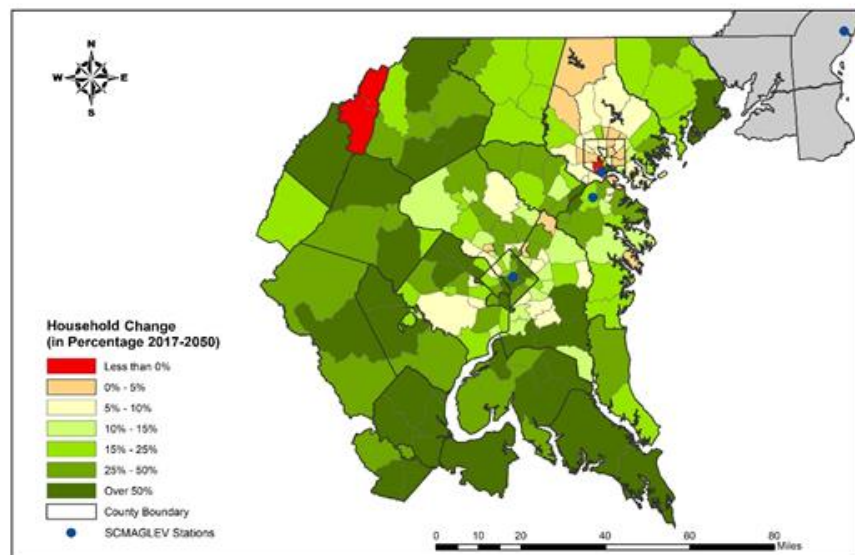 N
W E
S
Household Change
(in Percentage 2017-2050)
Less than 0%
0% - 5%
5% - 10%
10% - 15%
15% - 25%
25% - 50%
Over 50%
County Boundary
SCMAGLEV Stations
0 10 20 40 60 80
Miles